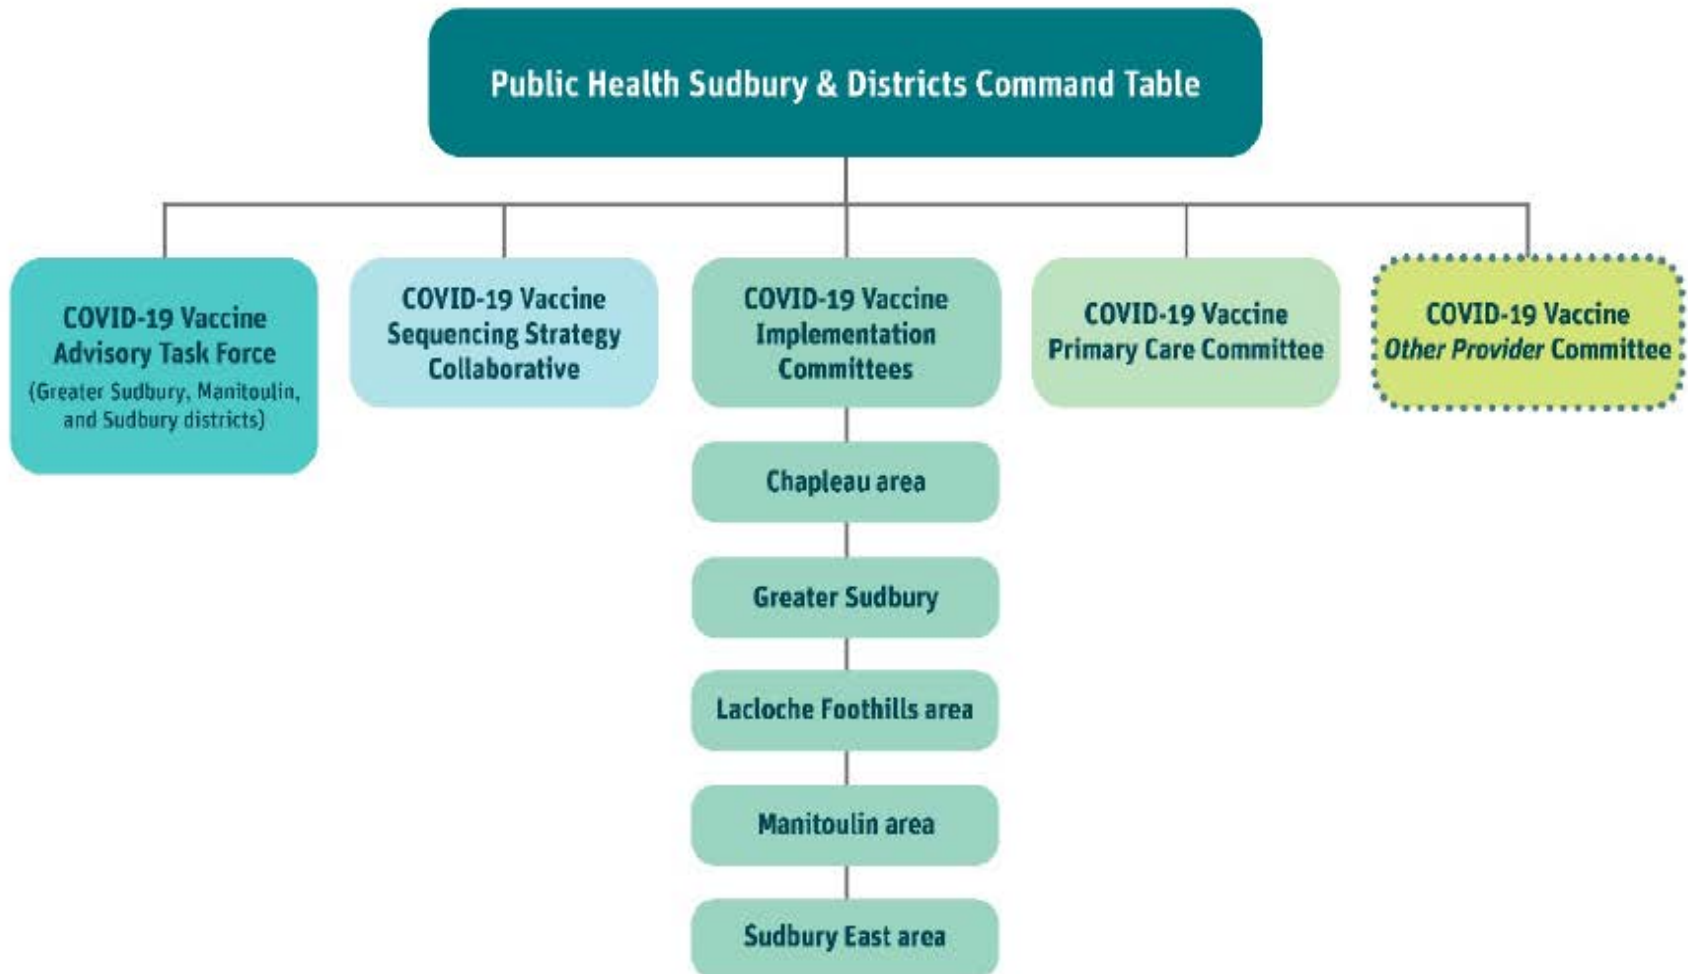 Public Health Sudbury & Districts Command Table
COVID-19 Vaccine
Advisory Task Force
(Greater Sudbury, Manitoulin,
and Sudbury districts)
COVID-19 Vaccine
Sequencing Strategy
Collaborative
COVID-19 Vaccine
Implementation
Committees
COVID-19 Vaccine
Primary Care Committee
COVID-19 Vaccine
Other Provider Committee
Chapleau area
Greater Sudbury
Lacloche Foothills area
Manitoulin area
Sudbury East area